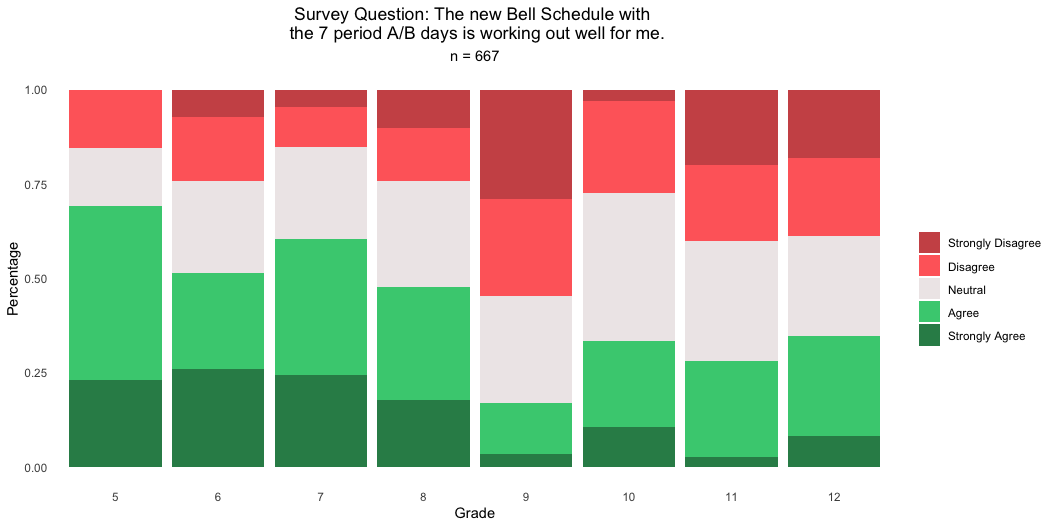 Survey Question: The new Bell Schedule with
the 7 period A/B days is working out well for me.
n = 667
1.00
0.75
0.50
0.25
0.00
Percentage
5 6 7 8 9 10 11 12
Grade
Strongly Disagree
Disagree
Neutral
Agree
Strongly Agree